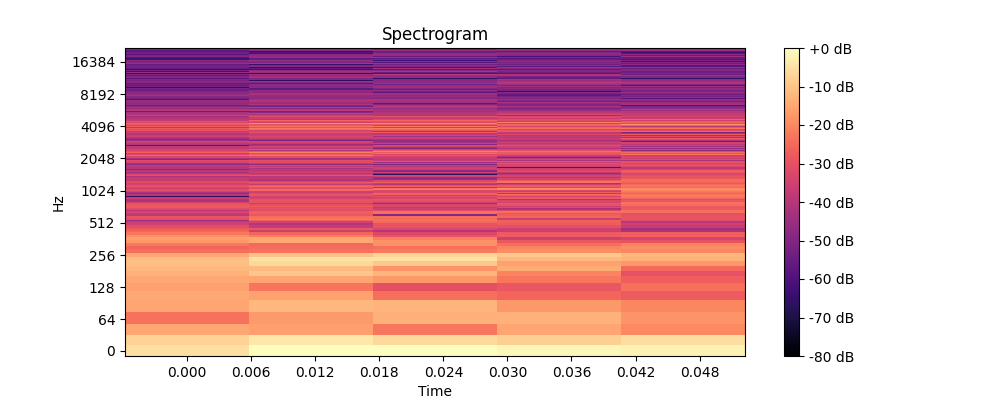 Spectrogram
Hz
16384
8192
4096
2048
1024
512
256
128
64
0
0.000 0.006 0.012 0.018 0.024 0.030 0.036 0.042 0.048
Time
+0 dB
-10 dB
-20 dB
-30 dB
-40 dB
-50 dB
-60 dB
-70 dB
-80 dB